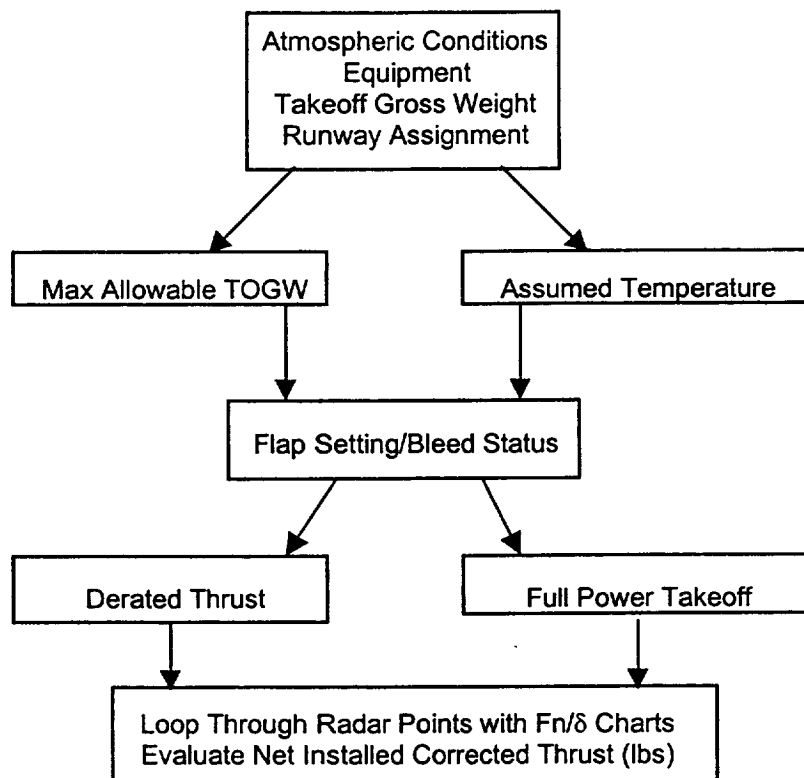 Atmospheric Conditions
Equipment
Takeoff Gross Weight
Runway Assignment
Max Allowable TOGW
Assumed Temperature
Flap Setting/Bleed Status
Derated Thrust
Full Power Takeoff
Loop Through Radar Points with Fn/δ Charts
Evaluate Net Installed Corrected Thrust (lbs)